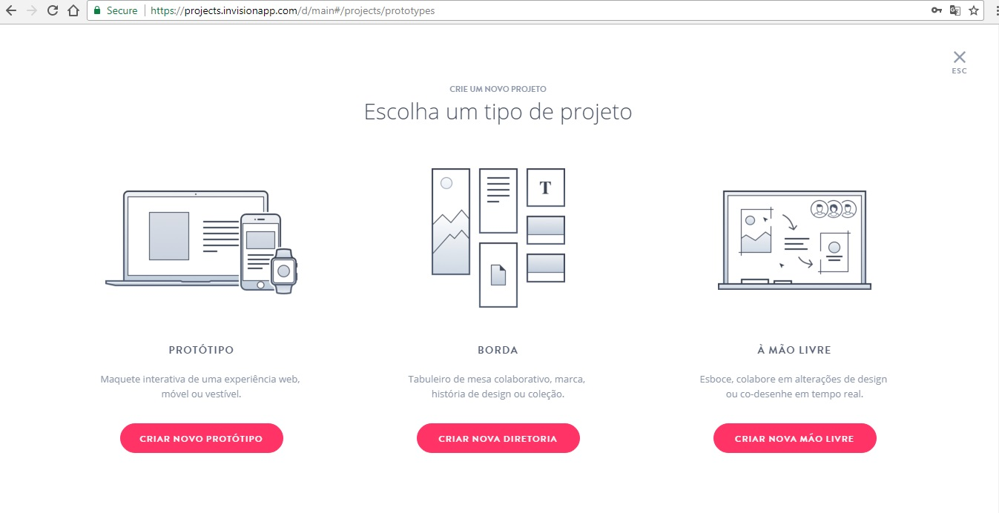 Secure https://projects.invisionapp.com/d/main#/projects/prototypes
ESC
CRIE UM NOVO PROJETO
Escolha um tipo de projeto
T
PROTÓTIPO
Maquete interativa de uma experiência web,
móvel ou vestível.
CRIAR NOVO PROTÓTIPO
BORDA
Tabuleiro de mesa colaborativo, marca,
história de design ou coleção.
CRIAR NOVA DIRETORIA
À MÃO LIVRE
Esboce, colabore em alterações de design
ou co-desenhe em tempo real.
CRIAR NOVA MÃO LIVRE